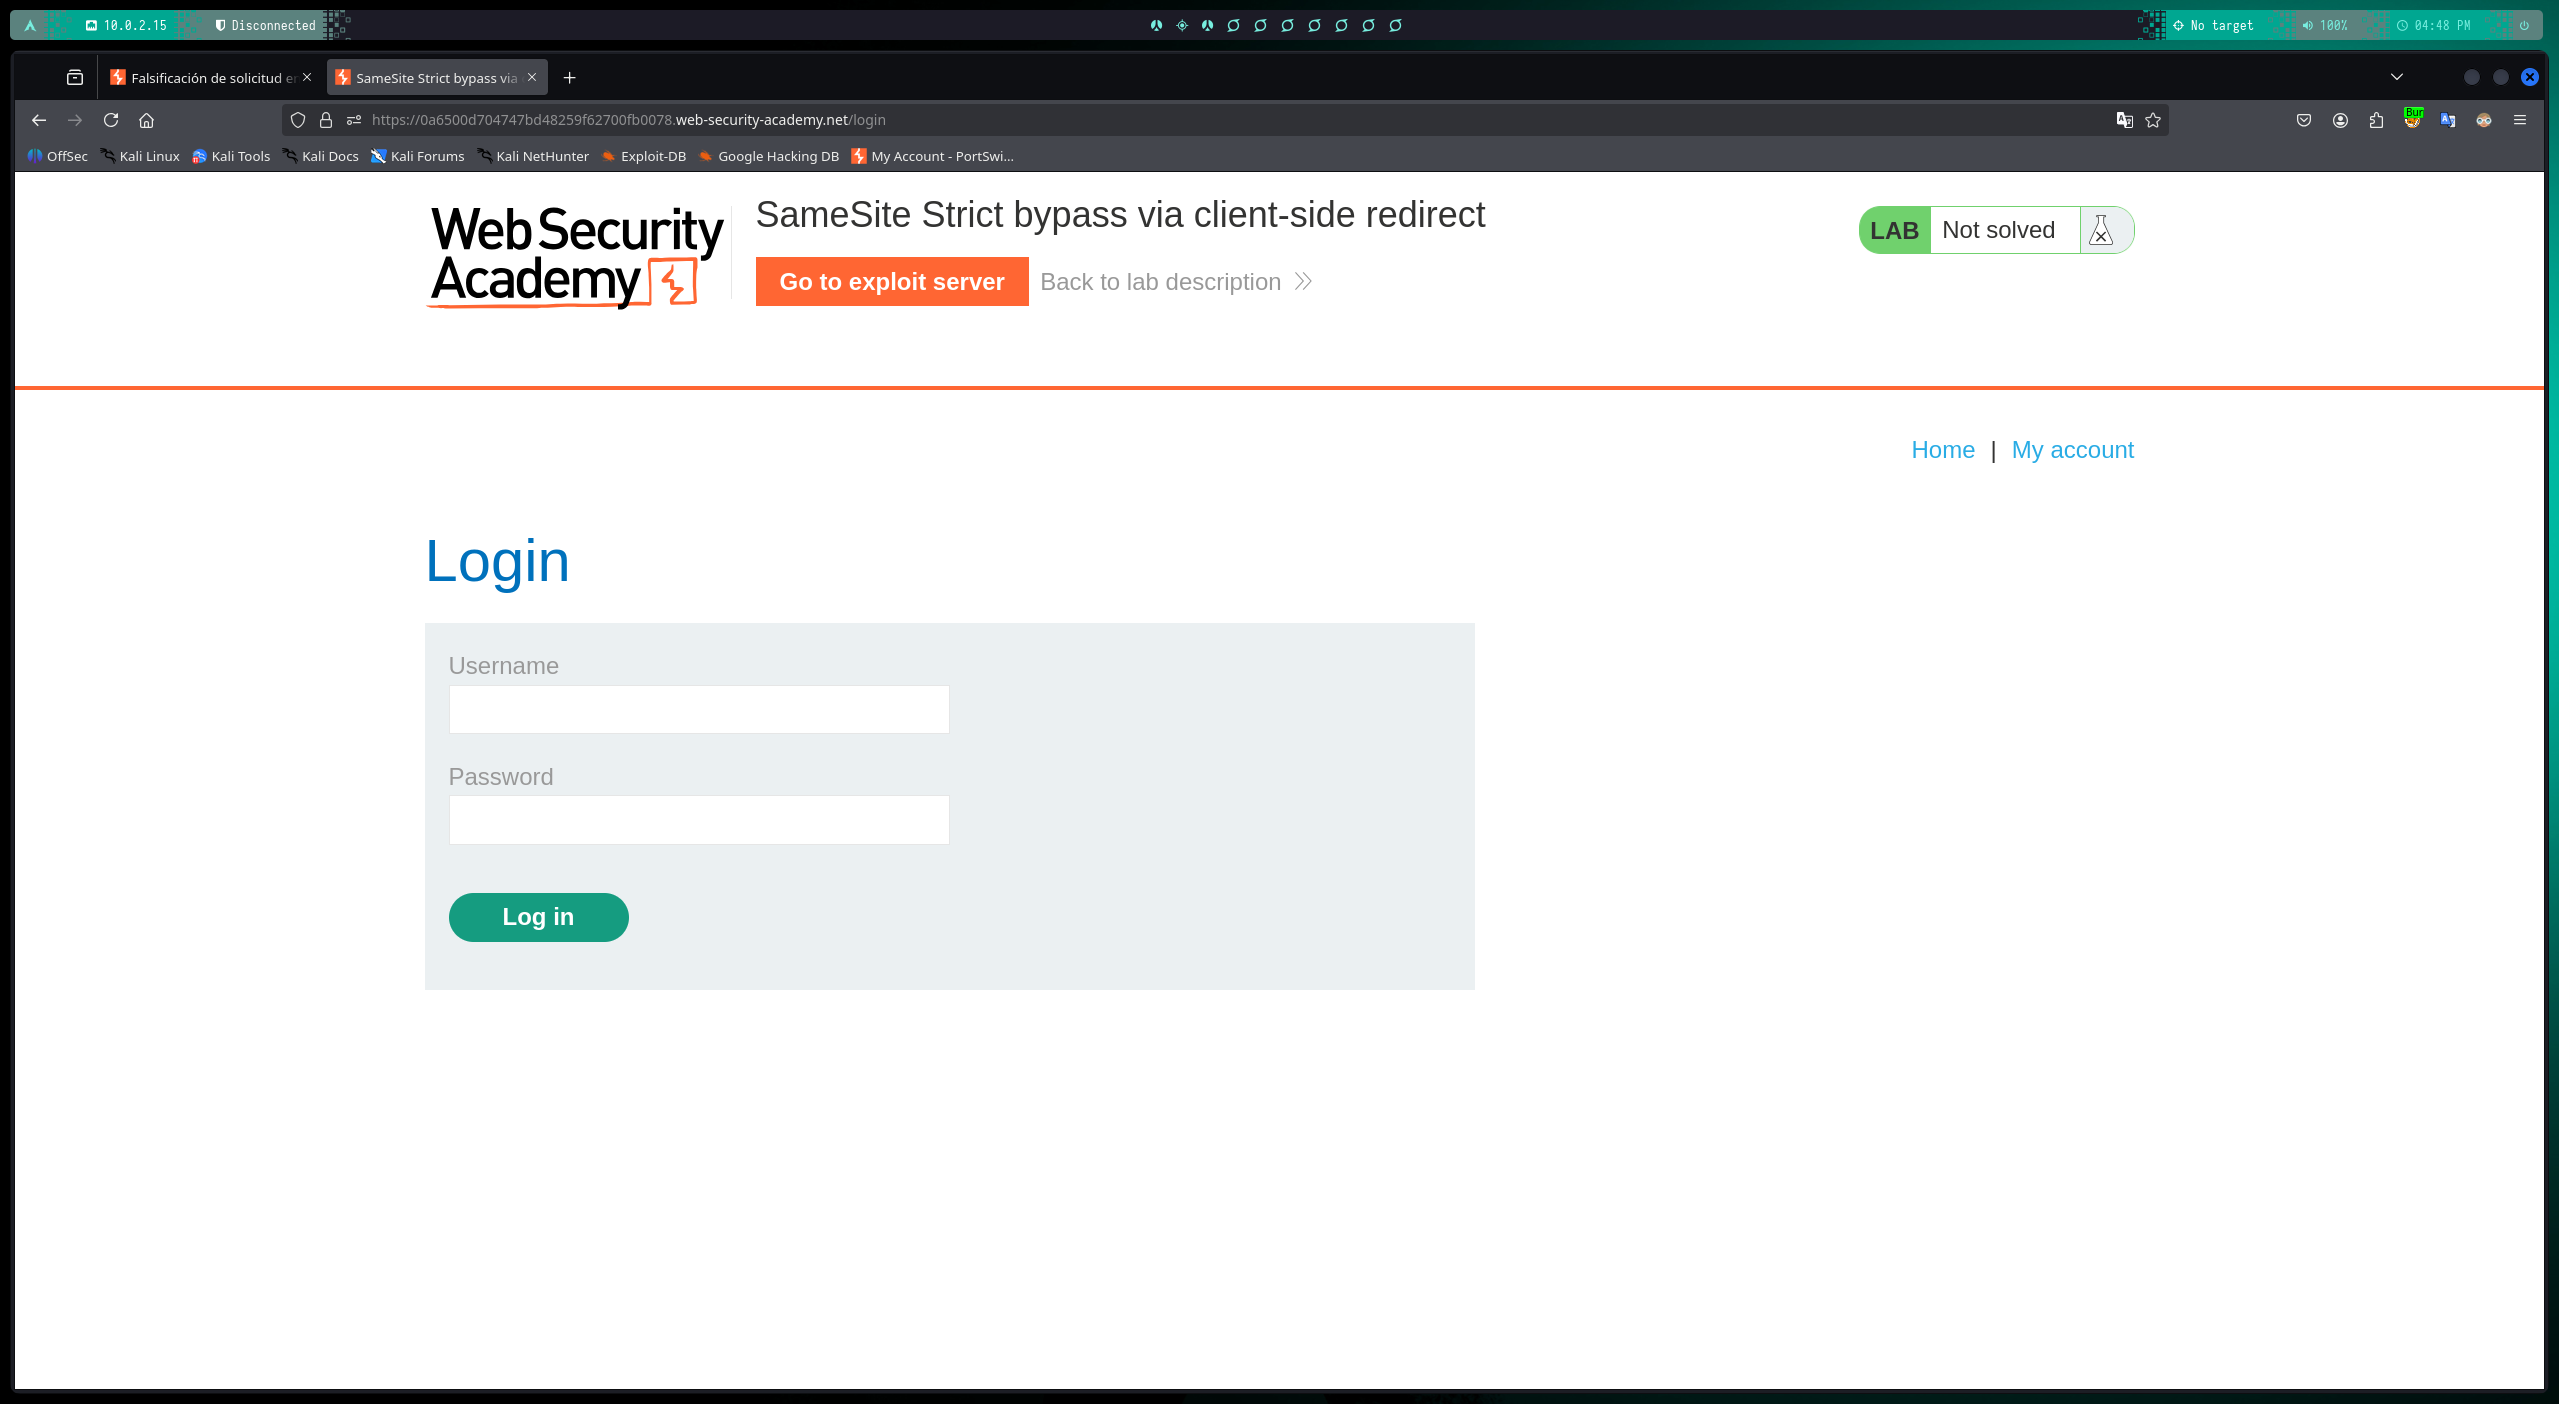 10.0.2.15 Disconnected No target 100% 04:48 PM
Falsificación de solicitud en SameSite Strict bypass via
https://0a6500d704747bd48259f62700fb0078.web-security-academy.net/login
OffSec Kali Linux Kali Tools Kali Docs Kali Forums Kali NetHunter Exploit-DB Google Hacking DB My Account - PortSwi...
Web Security
Academy
SameSite Strict bypass via client-side redirect
Go to exploit server Back to lab description
LAB Not solved
Home | My account
Login
Username
Password
Log in